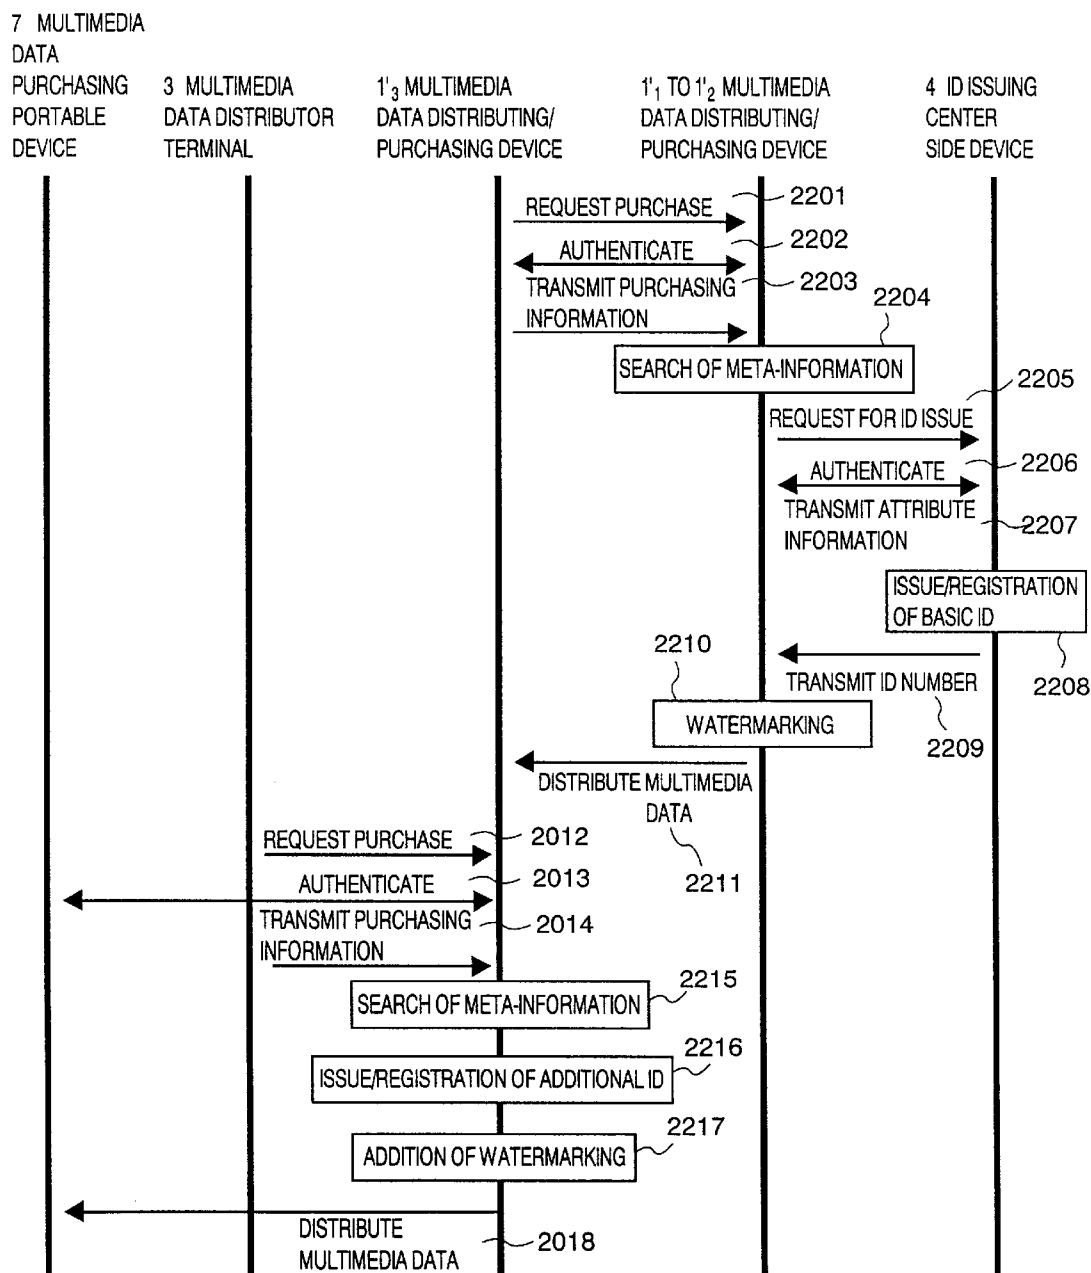 7 MULTIMEDIA
DATA
PURCHASING
PORTABLE
DEVICE
3 MULTIMEDIA
DATA DISTRIBUTOR
TERMINAL
1'3 MULTIMEDIA
DATA DISTRIBUTING/
PURCHASING DEVICE
1'1 TO 1'2 MULTIMEDIA
DATA DISTRIBUTING/
PURCHASING DEVICE
4 ID ISSUING
CENTER
SIDE DEVICE
REQUEST PURCHASE
2201
AUTHENTICATE
2202
TRANSMIT PURCHASING
INFORMATION
2203
2204
SEARCH OF META-INFORMATION
2205
REQUEST FOR ID ISSUE
AUTHENTICATE
2206
TRANSMIT ATTRIBUTE
INFORMATION
2207
ISSUE/REGISTRATION
OF BASIC ID
2208
TRANSMIT ID NUMBER
2209
2210
WATERMARKING
DISTRIBUTE MULTIMEDIA
DATA
2211
REQUEST PURCHASE
2012
AUTHENTICATE
2013
TRANSMIT PURCHASING
INFORMATION
2014
SEARCH OF META-INFORMATION
2215
ISSUE/REGISTRATION OF ADDITIONAL ID
2216
ADDITION OF WATERMARKING
2217
DISTRIBUTE
MULTIMEDIA DATA
2018